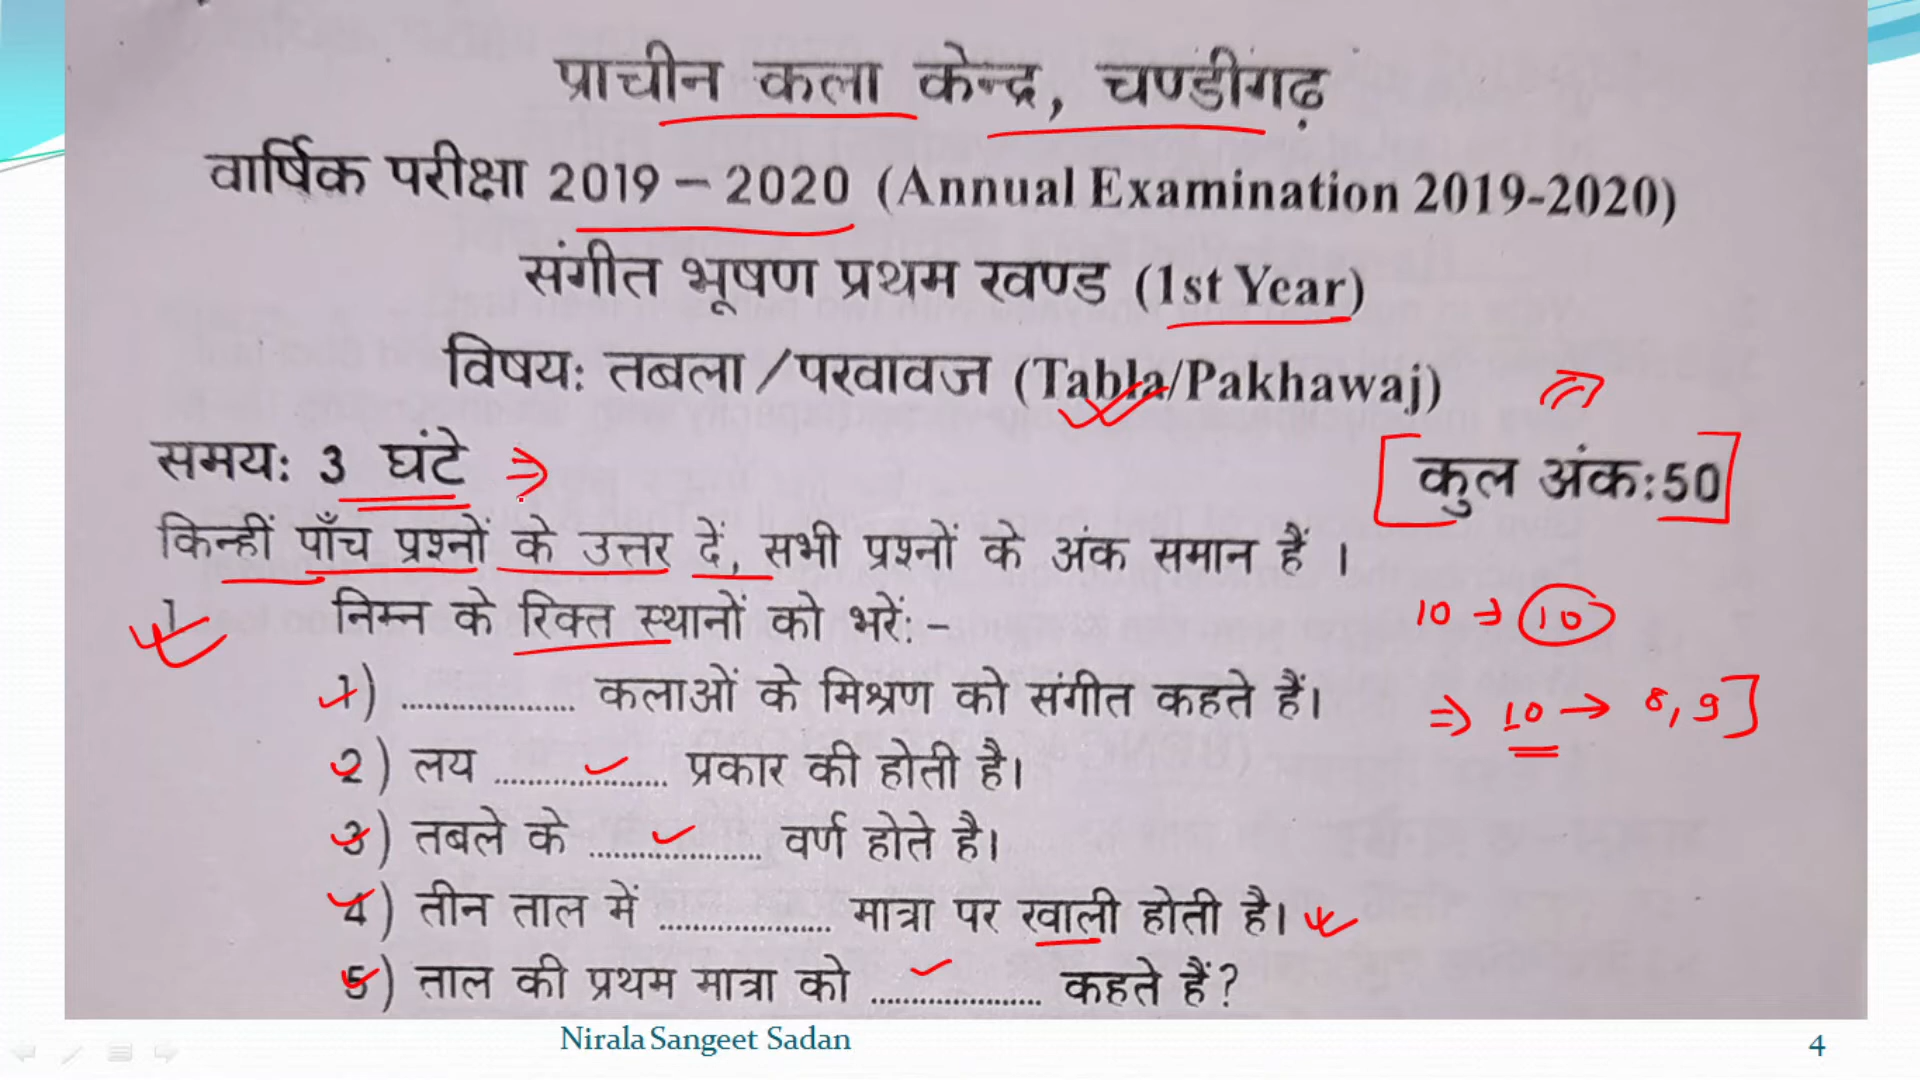 प्राचीन कला केन्द्र, चण्डीगढ़
वार्षिक परीक्षा 2019 – 2020 (Annual Examination 2019-2020)
संगीत भूषण प्रथम खण्ड (1st Year)
विषय: तबला/परवावज (Tabla/Pakhawaj)
समय: 3 घंटे
कुल अंक:50
किन्हीं पाँच प्रश्नों के उत्तर दें, सभी प्रश्नों के अंक समान हैं ।
1 निम्न के रिक्त स्थानों को भरें:-
10 → 10
1) .................... कलाओं के मिश्रण को संगीत कहते हैं।
⇒ 10 → 8, 9]
2) लय .................... प्रकार की होती है।
3) तबले के .................... वर्ण होते है।
4) तीन ताल में .................... मात्रा पर खाली होती है।
5) ताल की प्रथम मात्रा को .................... कहते हैं?
Nirala Sangeet Sadan
4